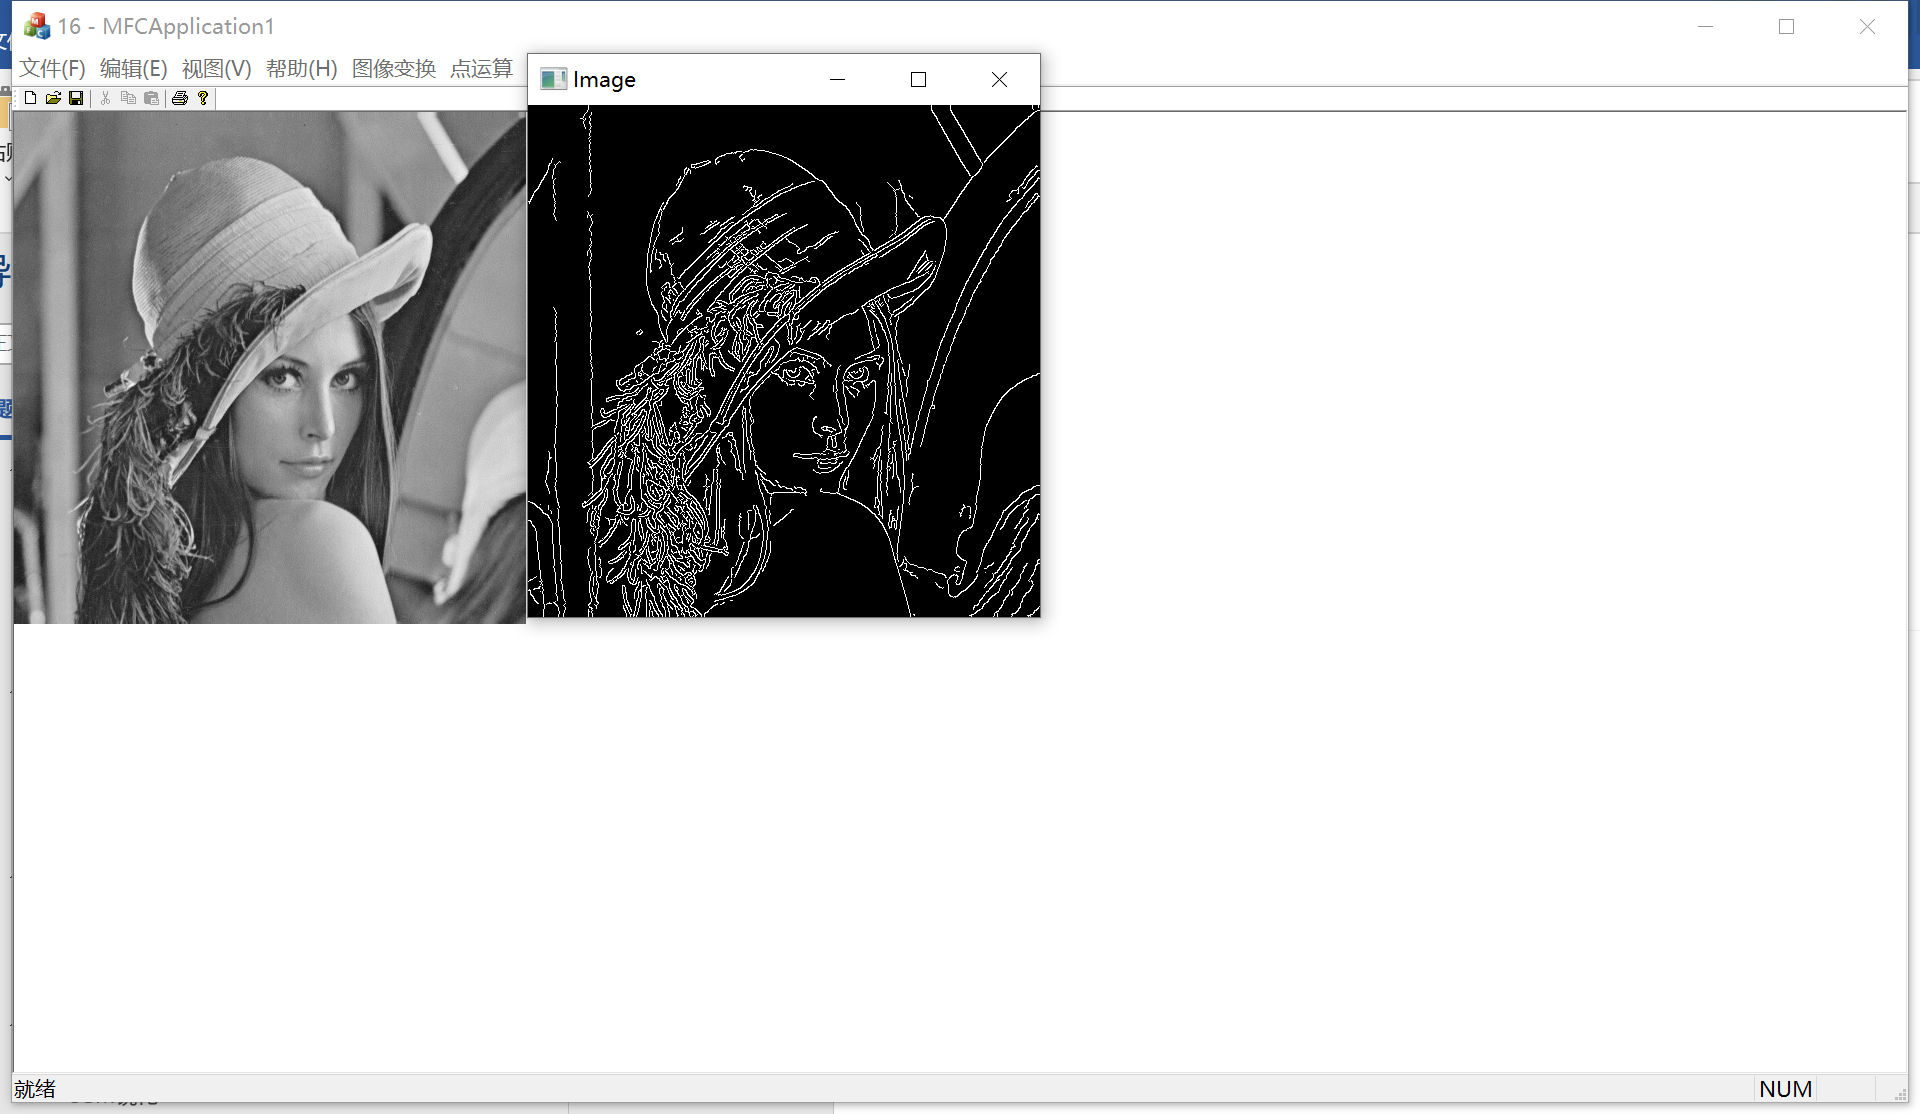 16 - MFCApplication1
文件(F) 编辑(E) 视图(V) 帮助(H) 图像变换 点运算
Image
就绪
NUM